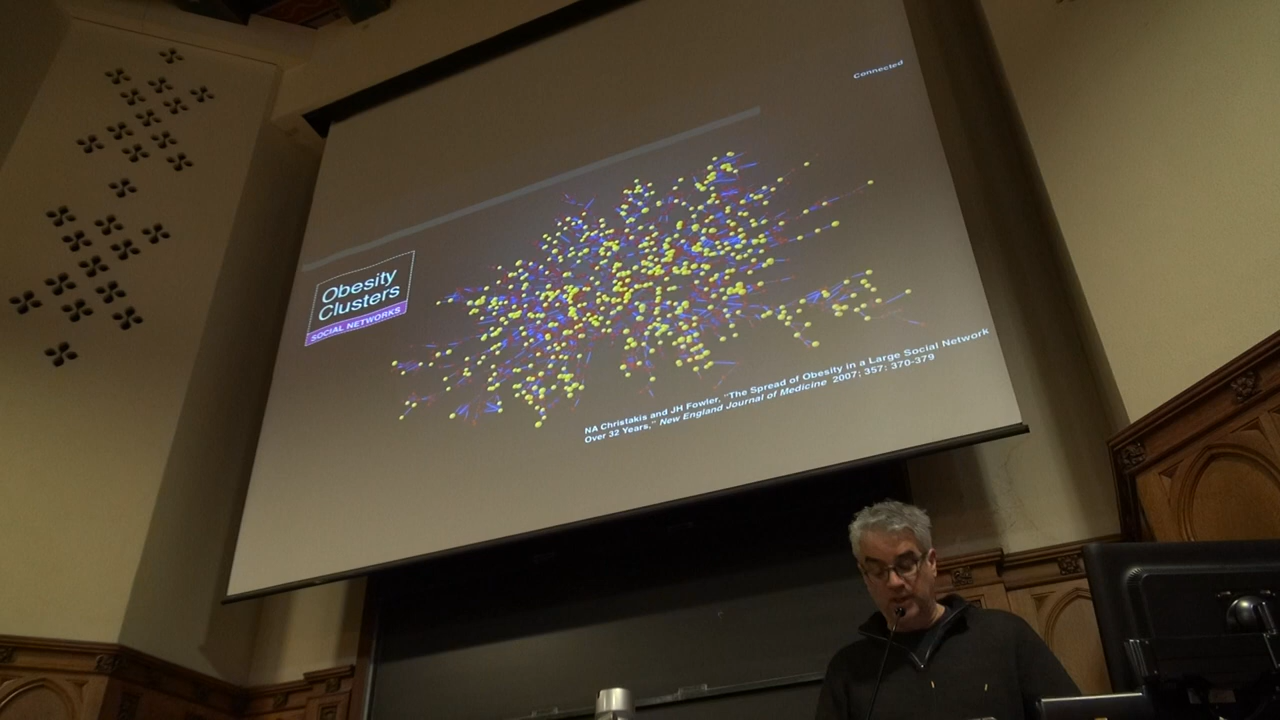 Connected
Obesity
Clusters
SOCIAL NETWORKS
NA Christakis and JH Fowler, "The Spread of Obesity in a Large Social Network
Over 32 Years," New England Journal of Medicine 2007; 357: 370-379